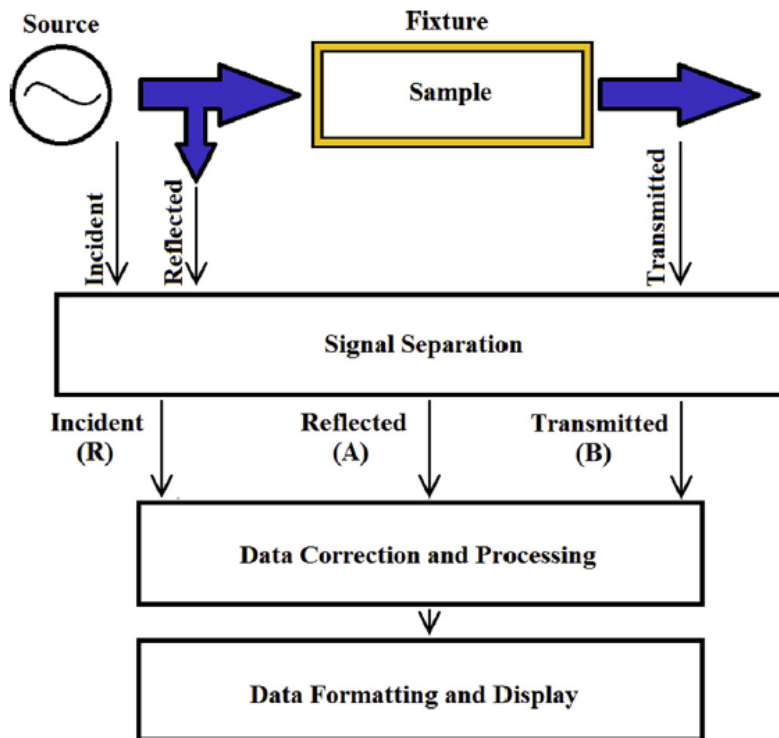 Source
Fixture
Sample
Incident
Reflected
Transmitted
Signal Separation
Incident
(R)
Reflected
(A)
Transmitted
(B)
Data Correction and Processing
Data Formatting and Display